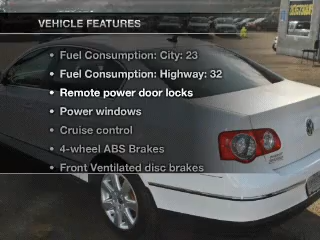 VEHICLE FEATURES
• Fuel Consumption: City: 23
• Fuel Consumption: Highway: 32
• Remote power door locks
• Power windows
• Cruise control
• 4-wheel ABS Brakes
• Front Ventilated disc brakes